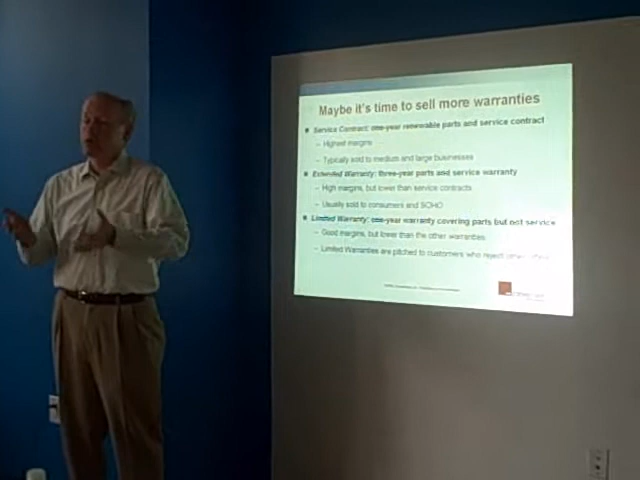 Maybe it's time to sell more warranties
Service Contract: one-year renewable parts and service contract
– Highest margins
– Typically sold to medium and large businesses
Extended Warranty: three-year parts and service warranty
– High margins, but lower than service contracts
– Usually sold to consumers and SOHO
Limited Warranty: one-year warranty covering parts but not service
– Good margins, but lower than the other warranties
– Limited Warranties are pitched to customers who reject